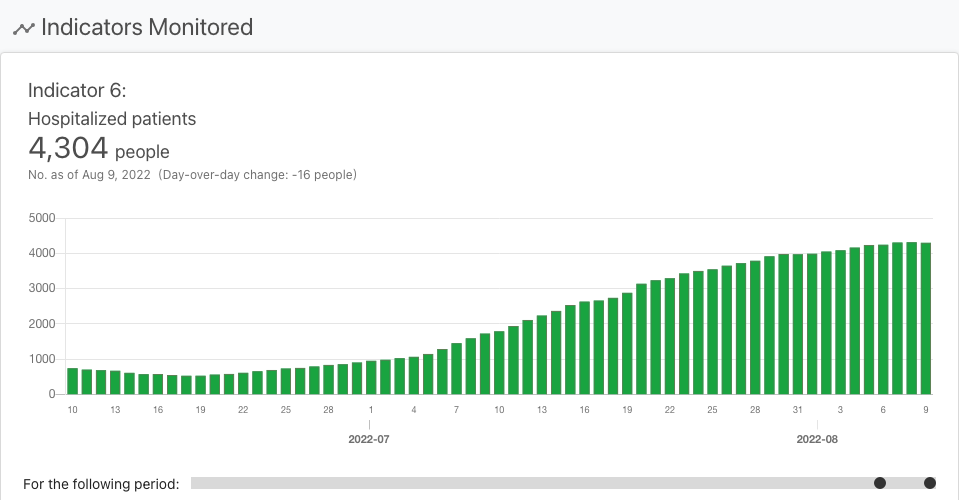 Indicators Monitored
Indicator 6:
Hospitalized patients
4,304 people
No. as of Aug 9, 2022 (Day-over-day change: -16 people)
5000
4000
3000
2000
1000
0
10 13 16 19 22 25 28 1 4 7 10 13 16 19 22 25 28 31 3 6 9
2022-07 2022-08
For the following period: